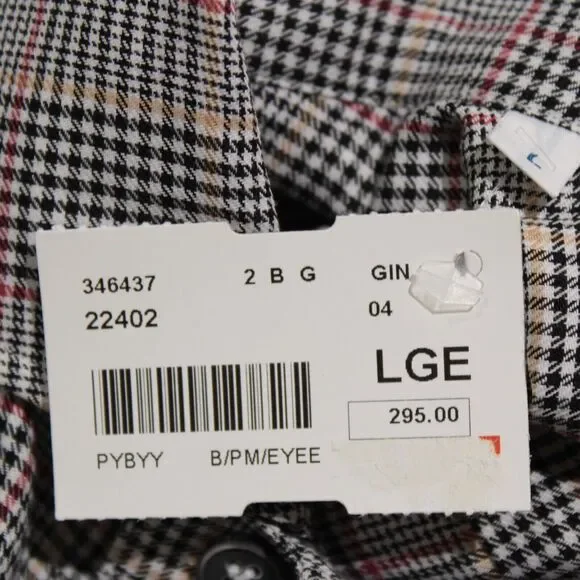 346437 2 B G GIN
22402 04
LGE
295.00
PYBYY B/PM/EYEE